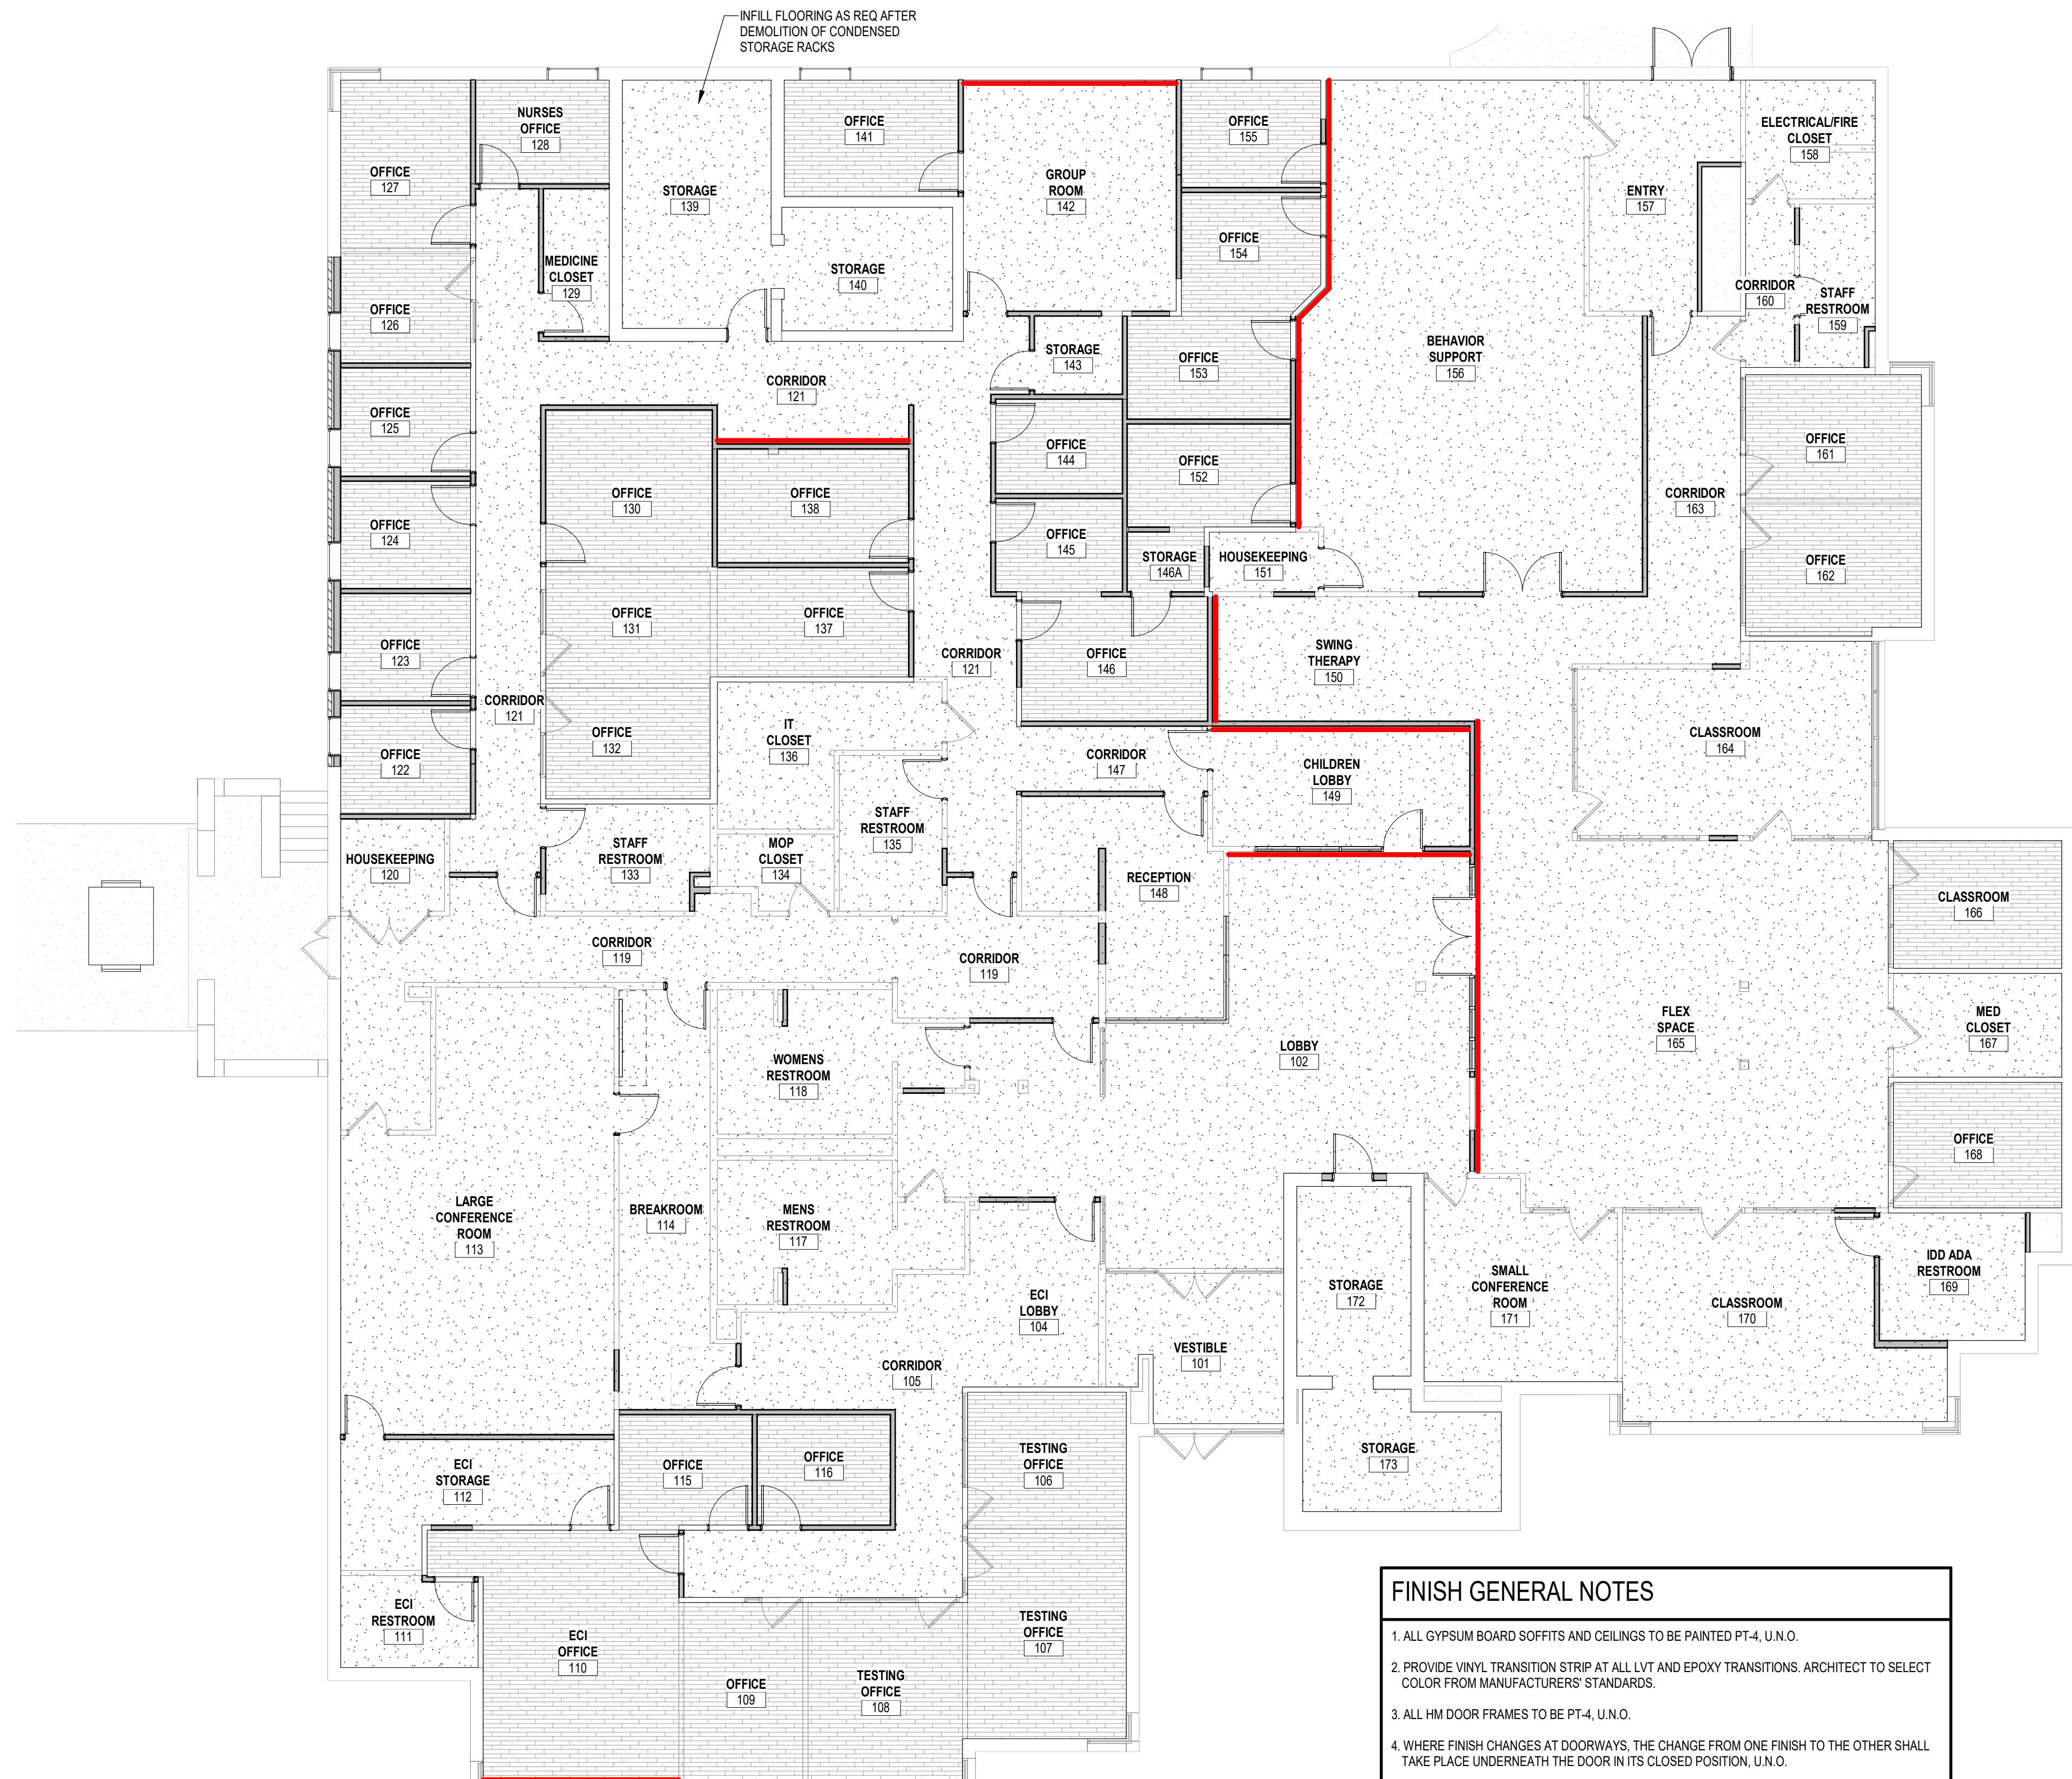 INFILL FLOORING AS REQ AFTER
DEMOLITION OF CONDENSED
STORAGE RACKS
NURSES
OFFICE
128
OFFICE
141
OFFICE
155
ELECTRICAL/FIRE
CLOSET
158
OFFICE
127
STORAGE
139
GROUP
ROOM
142
ENTRY
157
OFFICE
154
MEDICINE
CLOSET
129
STORAGE
140
CORRIDOR
160
STAFF
RESTROOM
159
OFFICE
126
STORAGE
143
OFFICE
153
BEHAVIOR
SUPPORT
156
CORRIDOR
121
OFFICE
125
OFFICE
144
OFFICE
152
OFFICE
161
OFFICE
130
OFFICE
138
CORRIDOR
163
OFFICE
124
OFFICE
145
STORAGE
146A
HOUSEKEEPING
151
OFFICE
162
OFFICE
131
OFFICE
137
OFFICE
123
CORRIDOR
121
OFFICE
146
SWING
THERAPY
150
CORRIDOR
121
OFFICE
132
IT
CLOSET
136
CLASSROOM
164
OFFICE
122
CORRIDOR
147
CHILDREN
LOBBY
149
STAFF
RESTROOM
135
HOUSEKEEPING
120
STAFF
RESTROOM
133
MOP
CLOSET
134
RECEPTION
148
CLASSROOM
166
CORRIDOR
119
CORRIDOR
119
FLEX
SPACE
165
MED
CLOSET
167
WOMENS
RESTROOM
118
LOBBY
102
OFFICE
168
LARGE
CONFERENCE
ROOM
113
BREAKROOM
114
MENS
RESTROOM
117
IDD ADA
RESTROOM
169
ECI
LOBBY
104
STORAGE
172
SMALL
CONFERENCE
ROOM
171
CLASSROOM
170
CORRIDOR
105
VESTIBLE
101
ECI
STORAGE
112
OFFICE
115
OFFICE
116
TESTING
OFFICE
106
STORAGE
173
ECI
RESTROOM
111
ECI
OFFICE
110
OFFICE
109
TESTING
OFFICE
108
TESTING
OFFICE
107
FINISH GENERAL NOTES
1. ALL GYPSUM BOARD SOFFITS AND CEILINGS TO BE PAINTED PT-4, U.N.O.
2. PROVIDE VINYL TRANSITION STRIP AT ALL LVT AND EPOXY TRANSITIONS. ARCHITECT TO SELECT
COLOR FROM MANUFACTURERS' STANDARDS.
3. ALL HM DOOR FRAMES TO BE PT-4, U.N.O.
4. WHERE FINISH CHANGES AT DOORWAYS, THE CHANGE FROM ONE FINISH TO THE OTHER SHALL
TAKE PLACE UNDERNEATH THE DOOR IN ITS CLOSED POSITION, U.N.O.